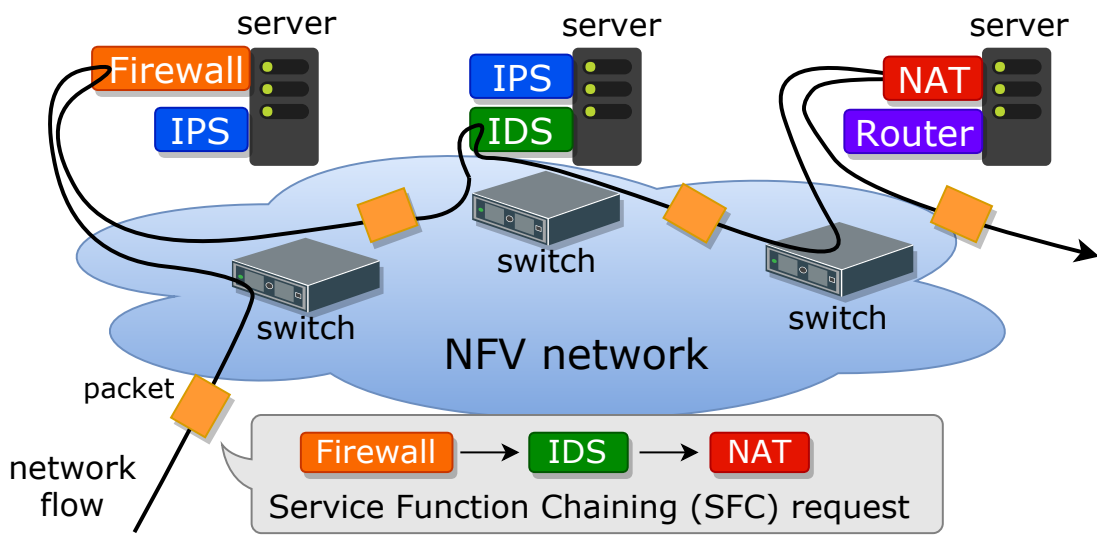 server
server
server
Firewall
IPS
IPS
IDS
NAT
Router
switch
switch
switch
NFV network
packet
network
flow
Firewall
IDS
NAT
Service Function Chaining (SFC) request